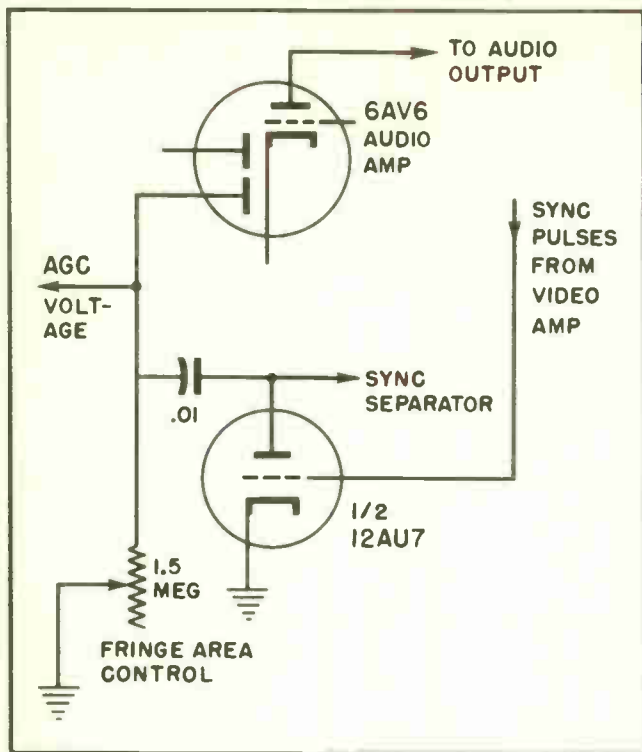 TO AUDIO
OUTPUT
6AV6
AUDIO
AMP
SYNC
PULSES
FROM
VIDEO
AMP
AGC
VOLT-
AGE
.01
SYNC
SEPARATOR
1/2
12AU7
1.5
MEG
FRINGE AREA
CONTROL